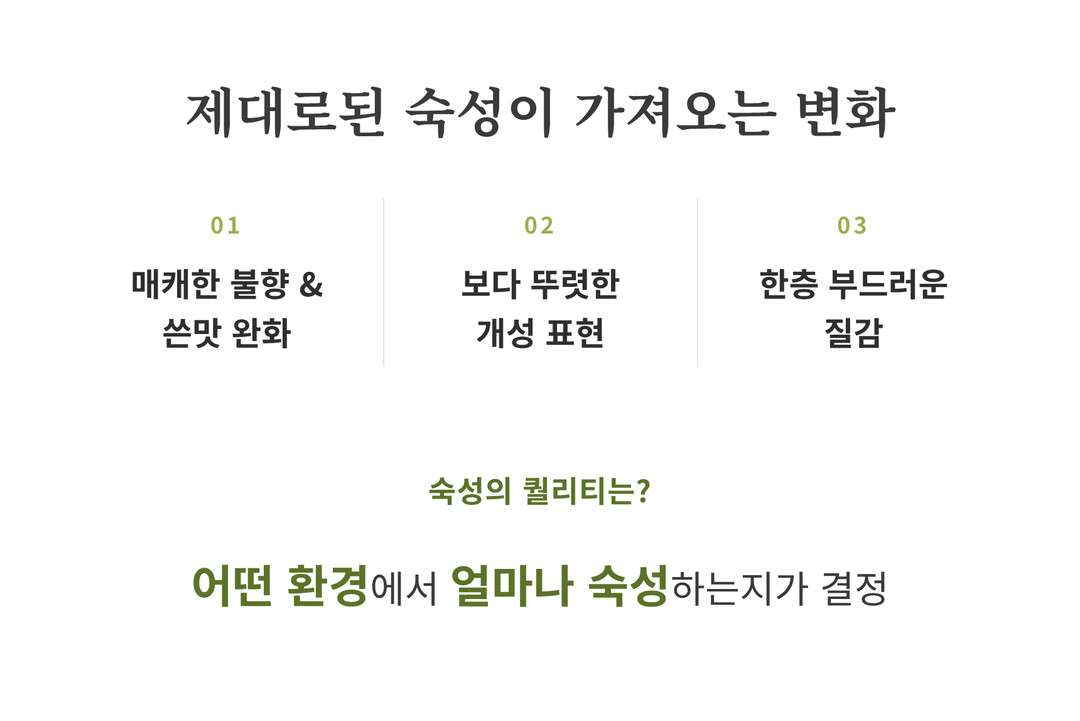 제대로된 숙성이 가져오는 변화
01
매캐한 불향 &
쓴맛 완화
02
보다 뚜렷한
개성 표현
03
한층 부드러운
질감
숙성의 퀄리티는?
어떤 환경에서 얼마나 숙성하는지가 결정